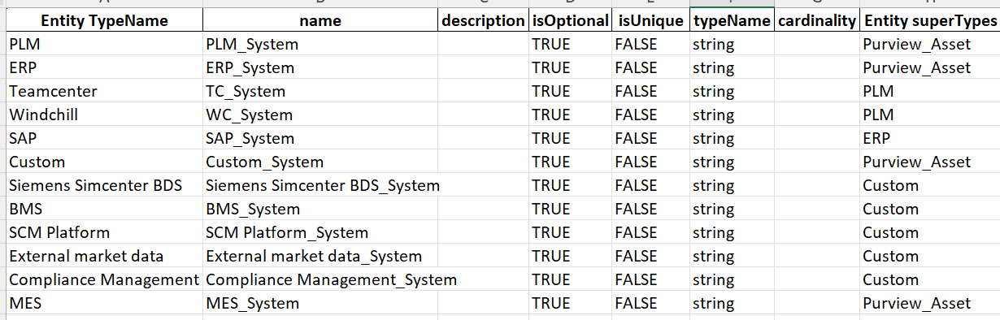 Entity TypeName name description isOptional isUnique typeName cardinality Entity superTypes
PLM PLM_System TRUE FALSE string Purview_Asset
ERP ERP_System TRUE FALSE string Purview_Asset
Teamcenter TC_System TRUE FALSE string PLM
Windchill WC_System TRUE FALSE string PLM
SAP SAP_System TRUE FALSE string ERP
Custom Custom_System TRUE FALSE string Purview_Asset
Siemens Simcenter BDS Siemens Simcenter BDS_System TRUE FALSE string Custom
BMS BMS_System TRUE FALSE string Custom
SCM Platform SCM Platform_System TRUE FALSE string Custom
External market data External market data_System TRUE FALSE string Custom
Compliance Management Compliance Management_System TRUE FALSE string Custom
MES MES_System TRUE FALSE string Purview_Asset